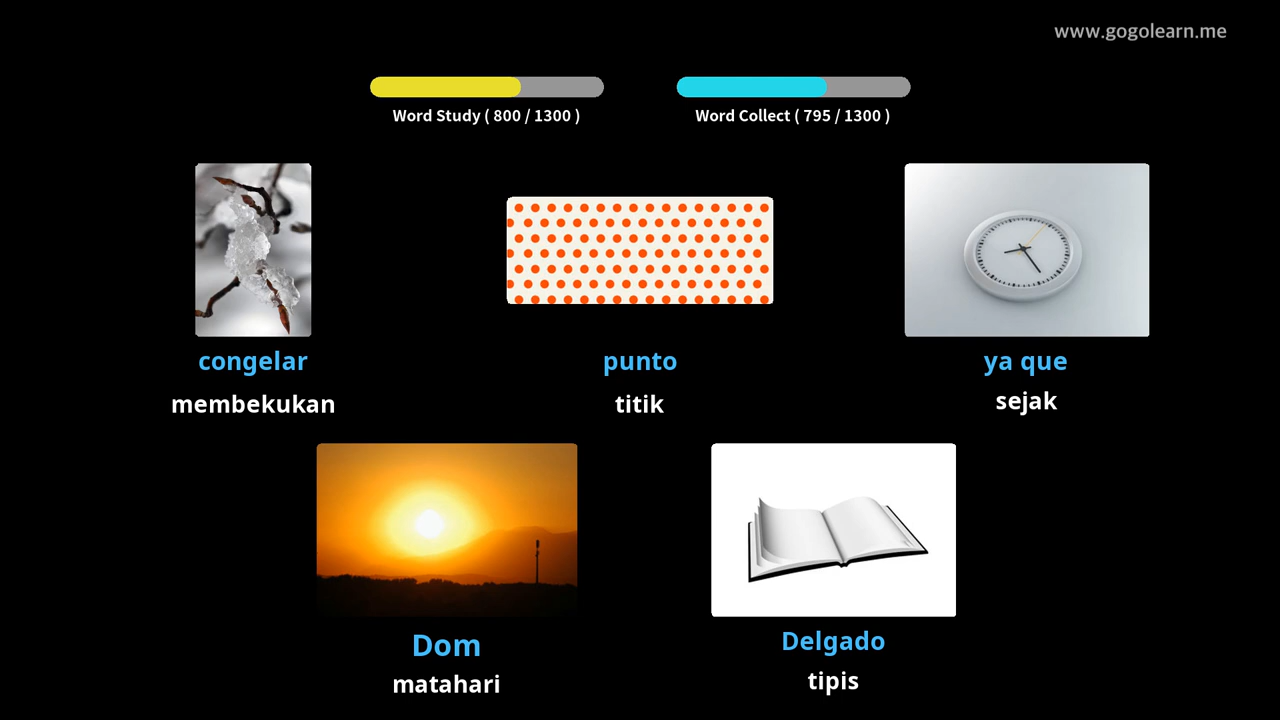 www.gogolearn.me
Word Study ( 800 / 1300 )
Word Collect ( 795 / 1300 )
congelar
membekukan
punto
titik
ya que
sejak
Dom
matahari
Delgado
tipis